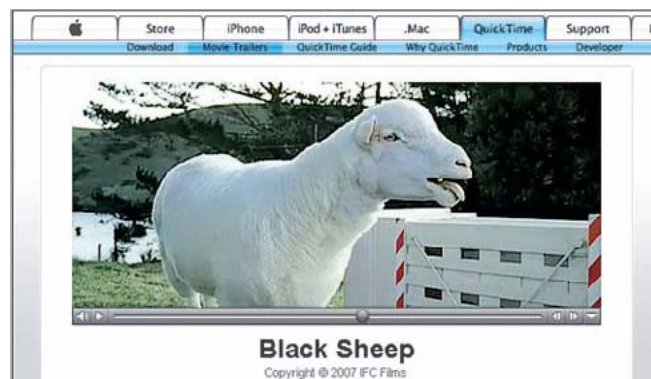 Store iPhone iPod + iTunes .Mac QuickTime Support
Download Movie Trailers QuickTime Guide Why QuickTime Products Developer
Black Sheep
Copyright © 2007 IFC Films